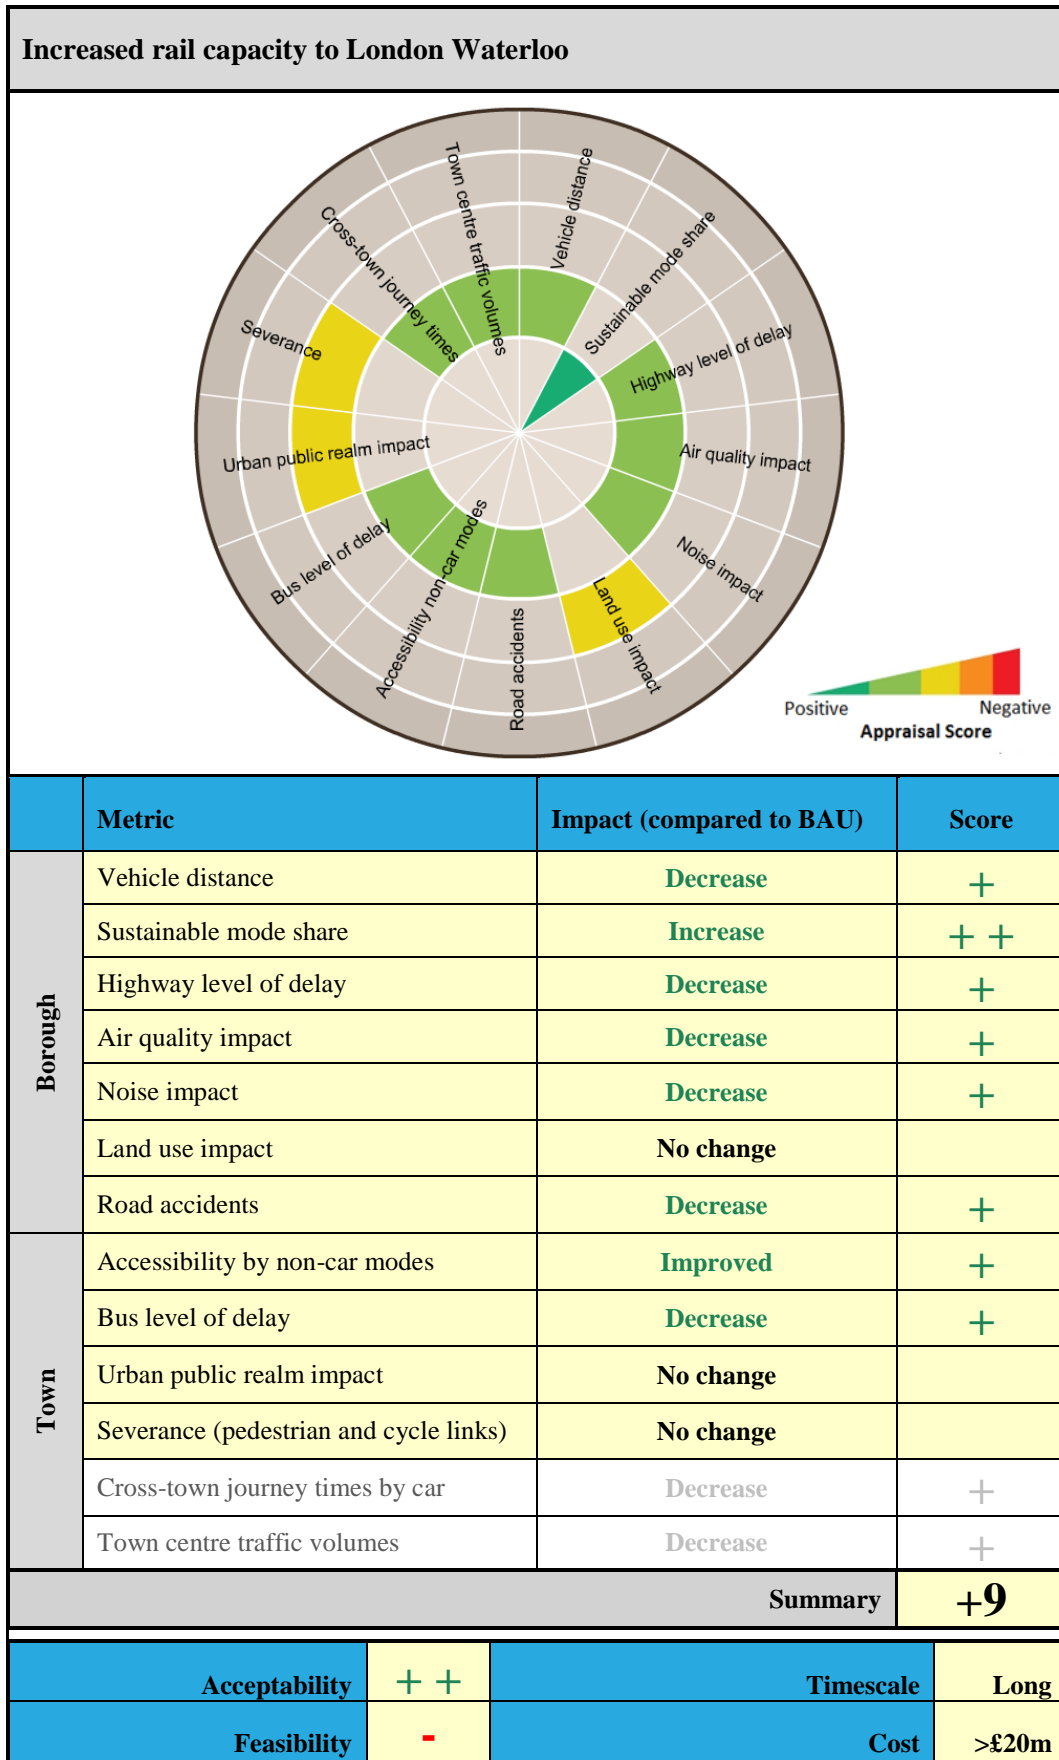 Increased rail capacity to London Waterloo
Town centre traffic volumes
Vehicle distance
Cross-town journey times
Sustainable mode share
Severance
Highway level of delay
Urban public realm impact
Air quality impact
Bus level of delay
Noise impact
Accessibility non-car modes
Road accidents
Land use impact
Positive Negative
Appraisal Score
Metric Impact (compared to BAU) Score
Borough
Vehicle distance Decrease +
Sustainable mode share Increase + +
Highway level of delay Decrease +
Air quality impact Decrease +
Noise impact Decrease +
Land use impact No change
Road accidents Decrease +
Town
Accessibility by non-car modes Improved +
Bus level of delay Decrease +
Urban public realm impact No change
Severance (pedestrian and cycle links) No change
Cross-town journey times by car Decrease +
Town centre traffic volumes Decrease +
Summary +9
Acceptability + + Timescale Long
Feasibility - Cost >£20m